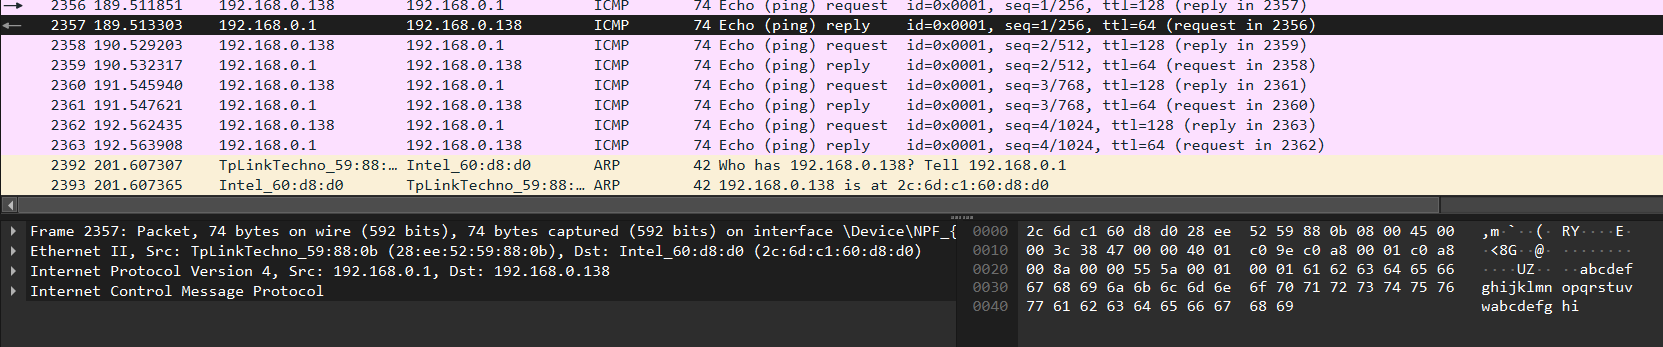 2356 189.511851 192.168.0.138 192.168.0.1 ICMP 74 Echo (ping) request id=0x0001, seq=1/256, ttl=128 (reply in 2357)
2357 189.513303 192.168.0.1 192.168.0.138 ICMP 74 Echo (ping) reply id=0x0001, seq=1/256, ttl=64 (request in 2356)
2358 190.529203 192.168.0.138 192.168.0.1 ICMP 74 Echo (ping) request id=0x0001, seq=2/512, ttl=128 (reply in 2359)
2359 190.532317 192.168.0.1 192.168.0.138 ICMP 74 Echo (ping) reply id=0x0001, seq=2/512, ttl=64 (request in 2358)
2360 191.545940 192.168.0.138 192.168.0.1 ICMP 74 Echo (ping) request id=0x0001, seq=3/768, ttl=128 (reply in 2361)
2361 191.547621 192.168.0.1 192.168.0.138 ICMP 74 Echo (ping) reply id=0x0001, seq=3/768, ttl=64 (request in 2360)
2362 192.562435 192.168.0.138 192.168.0.1 ICMP 74 Echo (ping) request id=0x0001, seq=4/1024, ttl=128 (reply in 2363)
2363 192.563908 192.168.0.1 192.168.0.138 ICMP 74 Echo (ping) reply id=0x0001, seq=4/1024, ttl=64 (request in 2362)
2392 201.607307 TpLinkTechno_59:88:… Intel_60:d8:d0 ARP 42 Who has 192.168.0.138? Tell 192.168.0.1
2393 201.607365 Intel_60:d8:d0 TpLinkTechno_59:88:… ARP 42 192.168.0.138 is at 2c:6d:c1:60:d8:d0
Frame 2357: Packet, 74 bytes on wire (592 bits), 74 bytes captured (592 bits) on interface \Device\NPF_{
Ethernet II, Src: TpLinkTechno_59:88:0b (28:ee:52:59:88:0b), Dst: Intel_60:d8:d0 (2c:6d:c1:60:d8:d0)
Internet Protocol Version 4, Src: 192.168.0.1, Dst: 192.168.0.138
Internet Control Message Protocol
0000 2c 6d c1 60 d8 d0 28 ee 52 59 88 0b 08 00 45 00 ,m·`··(· RY····E·
0010 00 3c 38 47 00 00 40 01 c0 9e c0 a8 00 01 c0 a8 ·<8G··@· ········
0020 00 8a 00 00 55 5a 00 01 00 01 61 62 63 64 65 66 ····UZ·· ··abcdef
0030 67 68 69 6a 6b 6c 6d 6e 6f 70 71 72 73 74 75 76 ghijklmn opqrstuv
0040 77 61 62 63 64 65 66 67 68 69 wabcdefg hi